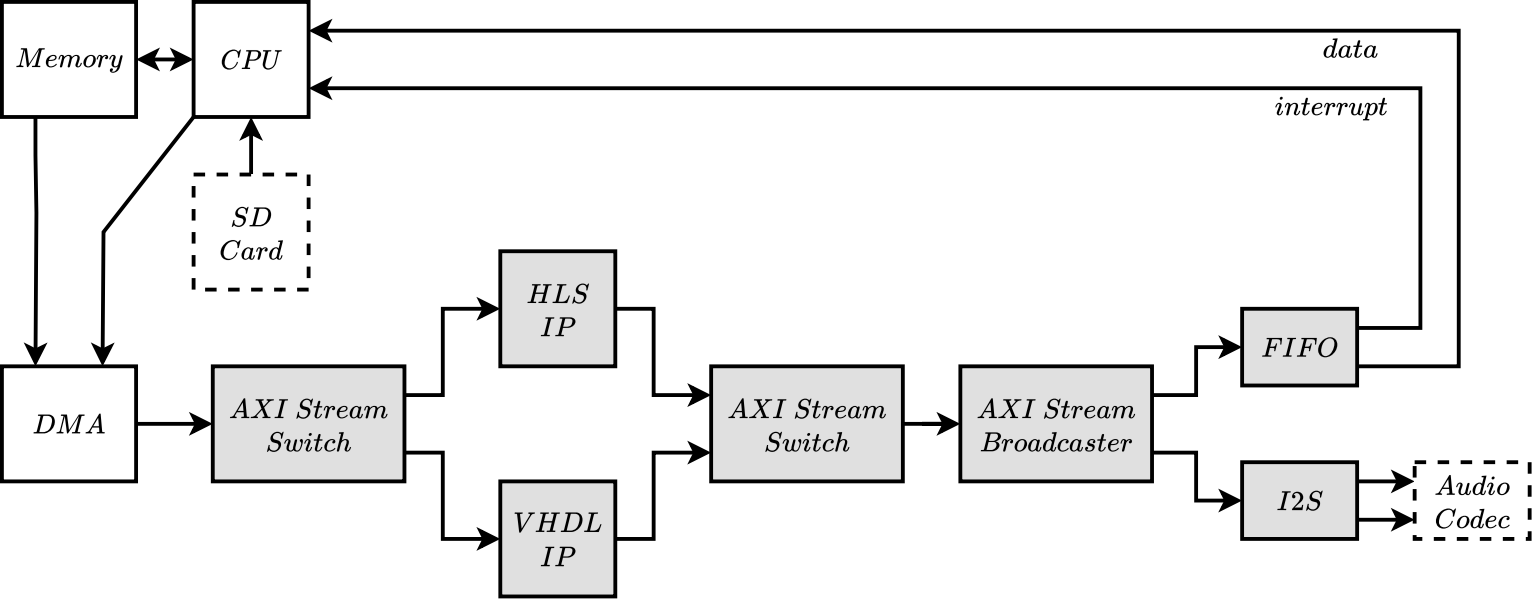 Memory
CPU
data
interrupt
SD
Card
HLS
IP
FIFO
DMA
AXI Stream
Switch
AXI Stream
Switch
AXI Stream
Broadcaster
VHDL
IP
I2S
Audio
Codec